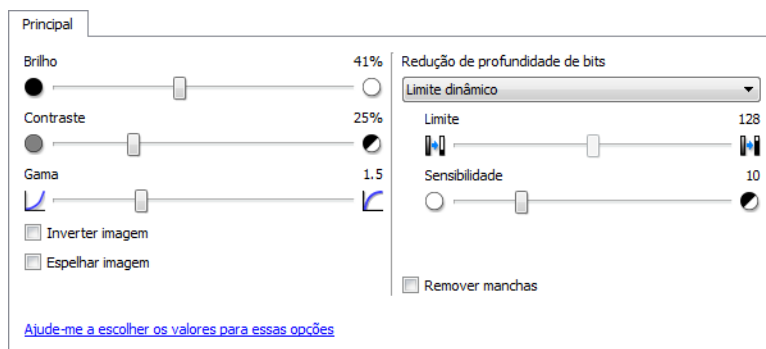 Principal
Brilho 41%
Contraste 25%
Gama 1.5
Inverter imagem
Espelhar imagem
Ajude-me a escolher os valores para essas opções
Redução de profundidade de bits
Limite dinâmico
Limite 128
Sensibilidade 10
Remover manchas